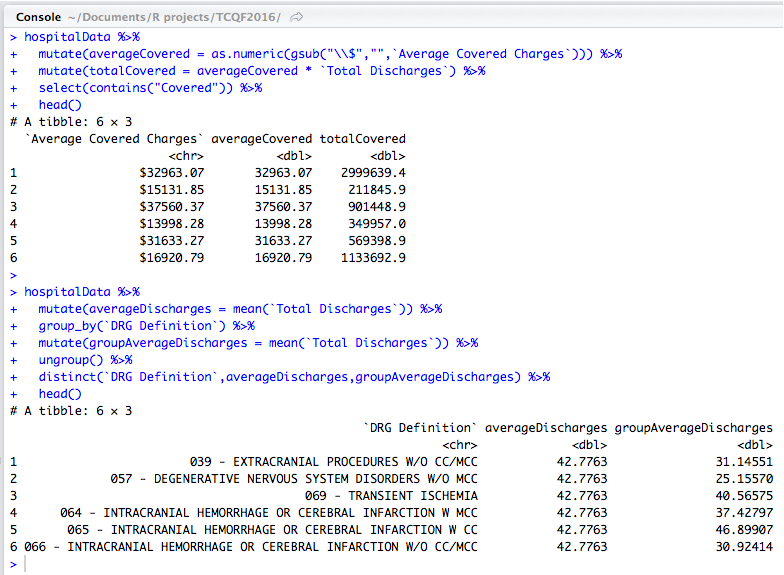 Console ~/Documents/R projects/TCQF2016/
> hospitalData %>%
+   mutate(averageCovered = as.numeric(gsub("\\$","",`Average Covered Charges`))) %>%
+   mutate(totalCovered = averageCovered * `Total Discharges`) %>%
+   select(contains("Covered")) %>%
+   head()
# A tibble: 6 × 3
`Average Covered Charges` averageCovered totalCovered
<chr> <dbl> <dbl>
1 $32963.07 32963.07 2999639.4
2 $15131.85 15131.85 211845.9
3 $37560.37 37560.37 901448.9
4 $13998.28 13998.28 349957.0
5 $31633.27 31633.27 569398.9
6 $16920.79 16920.79 1133692.9
>
> hospitalData %>%
+   mutate(averageDischarges = mean(`Total Discharges`)) %>%
+   group_by(`DRG Definition`) %>%
+   mutate(groupAverageDischarges = mean(`Total Discharges`)) %>%
+   ungroup() %>%
+   distinct(`DRG Definition`,averageDischarges,groupAverageDischarges) %>%
+   head()
# A tibble: 6 × 3
`DRG Definition` averageDischarges groupAverageDischarges
<chr> <dbl> <dbl>
1 039 - EXTRACRANIAL PROCEDURES W/O CC/MCC 42.7763 31.14551
2 057 - DEGENERATIVE NERVOUS SYSTEM DISORDERS W/O MCC 42.7763 25.15570
3 069 - TRANSIENT ISCHEMIA 42.7763 40.56575
4 064 - INTRACRANIAL HEMORRHAGE OR CEREBRAL INFARCTION W MCC 42.7763 37.42797
5 065 - INTRACRANIAL HEMORRHAGE OR CEREBRAL INFARCTION W CC 42.7763 46.89907
6 066 - INTRACRANIAL HEMORRHAGE OR CEREBRAL INFARCTION W/O CC/MCC 42.7763 30.92414
>